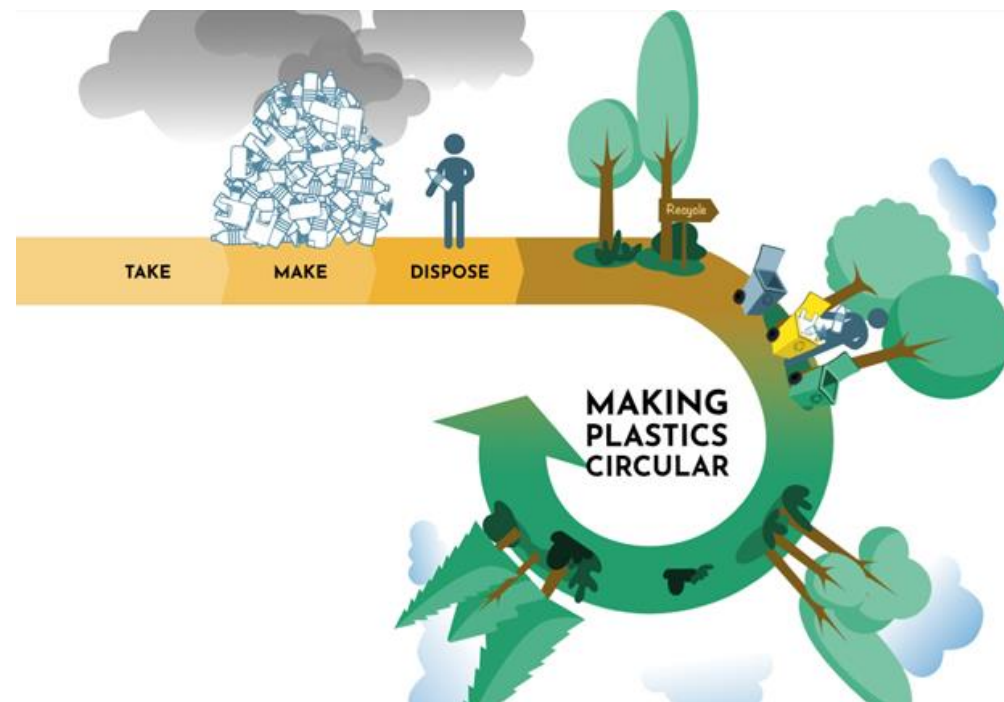 TAKE
MAKE
DISPOSE
Recycle
MAKING
PLASTICS
CIRCULAR